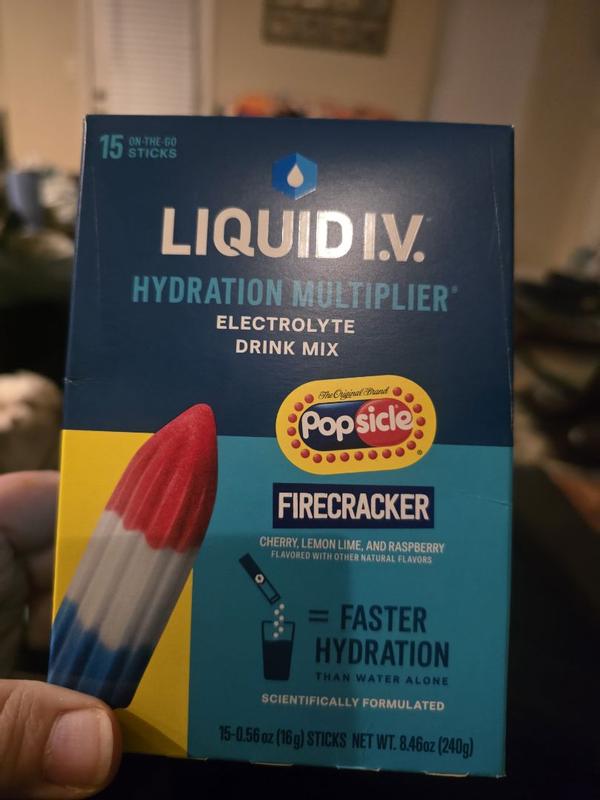 15 ON-THE-GO
STICKS
LIQUID I.V.
HYDRATION MULTIPLIER®
ELECTROLYTE
DRINK MIX
The Original Brand
Popsicle®
FIRECRACKER
CHERRY, LEMON LIME, AND RASPBERRY
FLAVORED WITH OTHER NATURAL FLAVORS
= FASTER
HYDRATION
THAN WATER ALONE
SCIENTIFICALLY FORMULATED
15-0.56 oz (16g) STICKS NET WT. 8.46oz (240g)